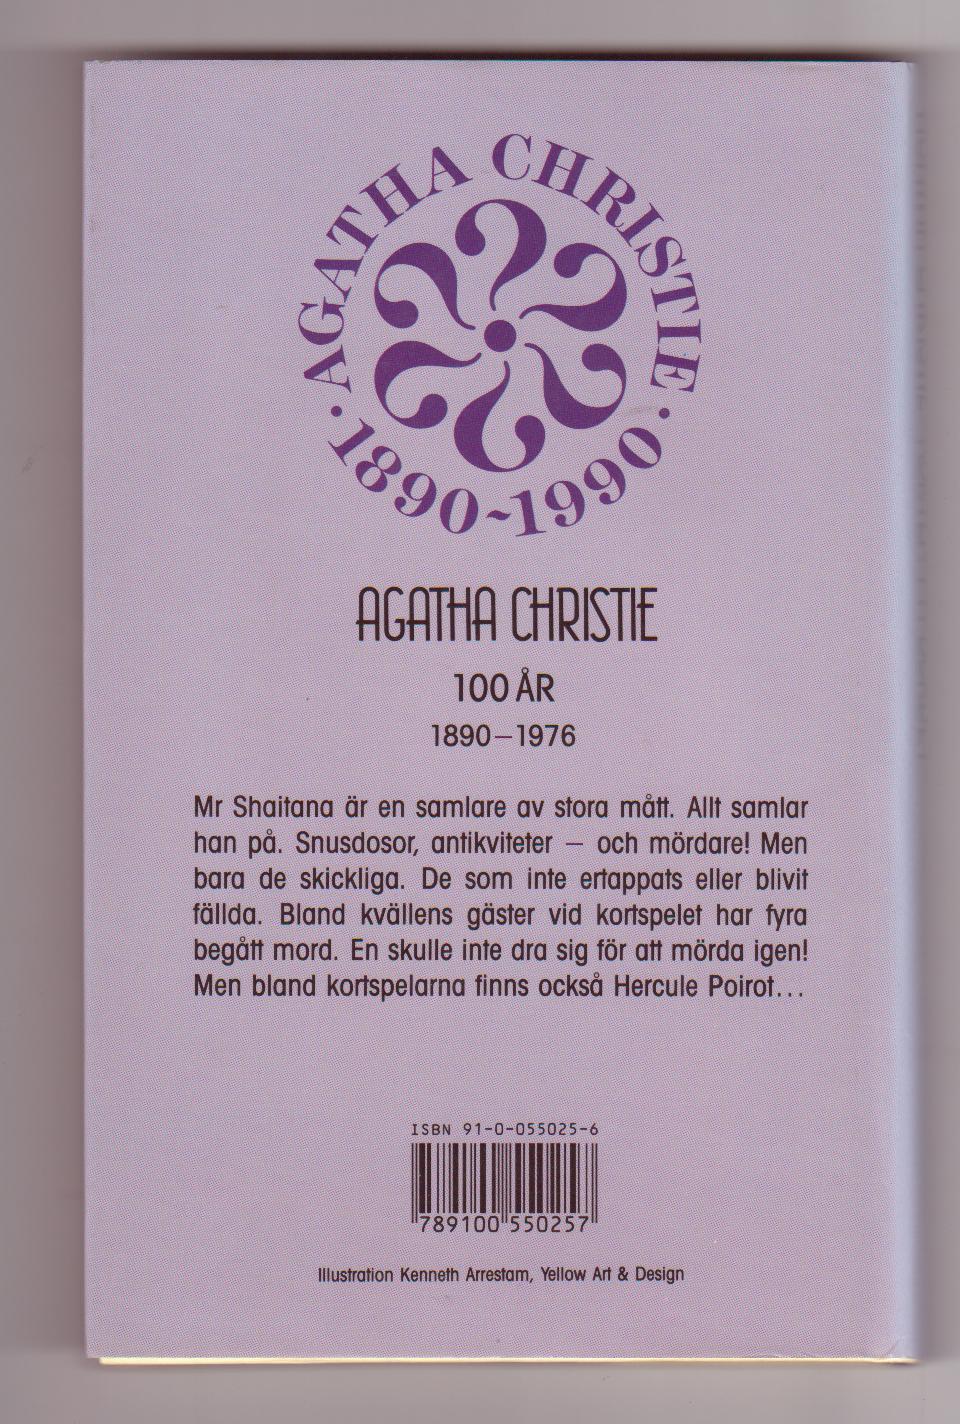 AGATHA CHRISTIE
· 1890~1990 ·
AGATHA CHRISTIE
100 ÅR
1890–1976
Mr Shaitana är en samlare av stora mått. Allt samlar
han på. Snusdosor, antikviteter – och mördare! Men
bara de skickliga. De som inte ertappats eller blivit
fällda. Bland kvällens gäster vid kortspelet har fyra
begått mord. En skulle inte dra sig för att mörda igen!
Men bland kortspelarna finns också Hercule Poirot...
ISBN 91-0-055025-6
789100 550257
Illustration Kenneth Arrestam, Yellow Art & Design